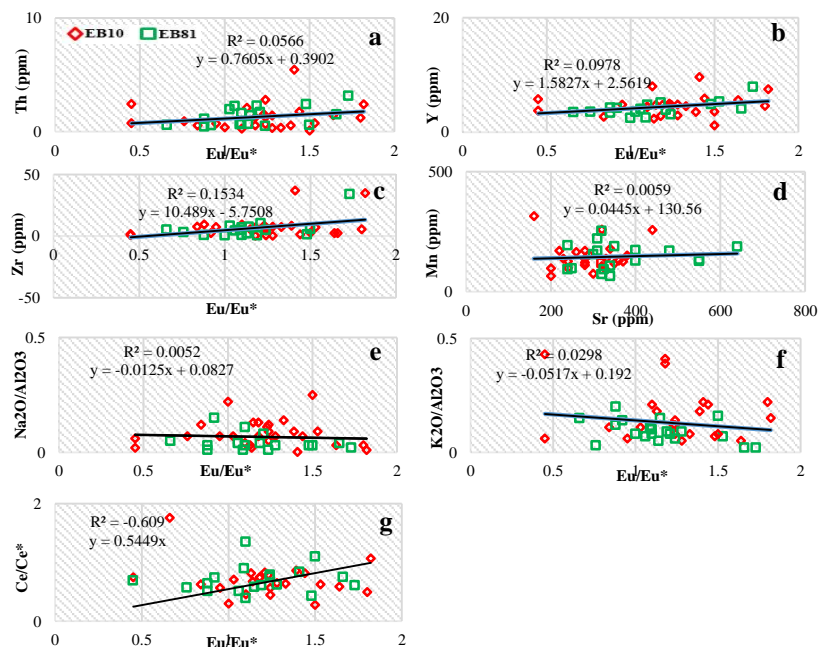 10
EB10
EB81
a
R² = 0.0566
y = 0.7605x + 0.3902
Th (ppm)
0
0
0.5
1
1.5
2
Eu/Eu*
20
b
R² = 0.0978
y = 1.5827x + 2.5619
Y (ppm)
0
0
0.5
1
1.5
2
Eu/Eu*
50
c
R² = 0.1534
y = 10.489x - 5.7508
Zr (ppm)
0
-50
0
0.5
1
1.5
2
Eu/Eu*
500
d
R² = 0.0059
y = 0.0445x + 130.56
Mn (ppm)
0
0
200
400
600
800
Sr (ppm)
0.5
e
R² = 0.0052
y = -0.0125x + 0.0827
Na2O/Al2O3
0
0
0.5
1
1.5
2
Eu/Eu*
0.5
f
R² = 0.0298
y = -0.0517x + 0.192
K2O/Al2O3
0
0
0.5
1
1.5
2
Eu/Eu*
2
g
R² = -0.609
y = 0.5449x
Ce/Ce*
0
0
0.5
1
1.5
2
Eu/Eu*